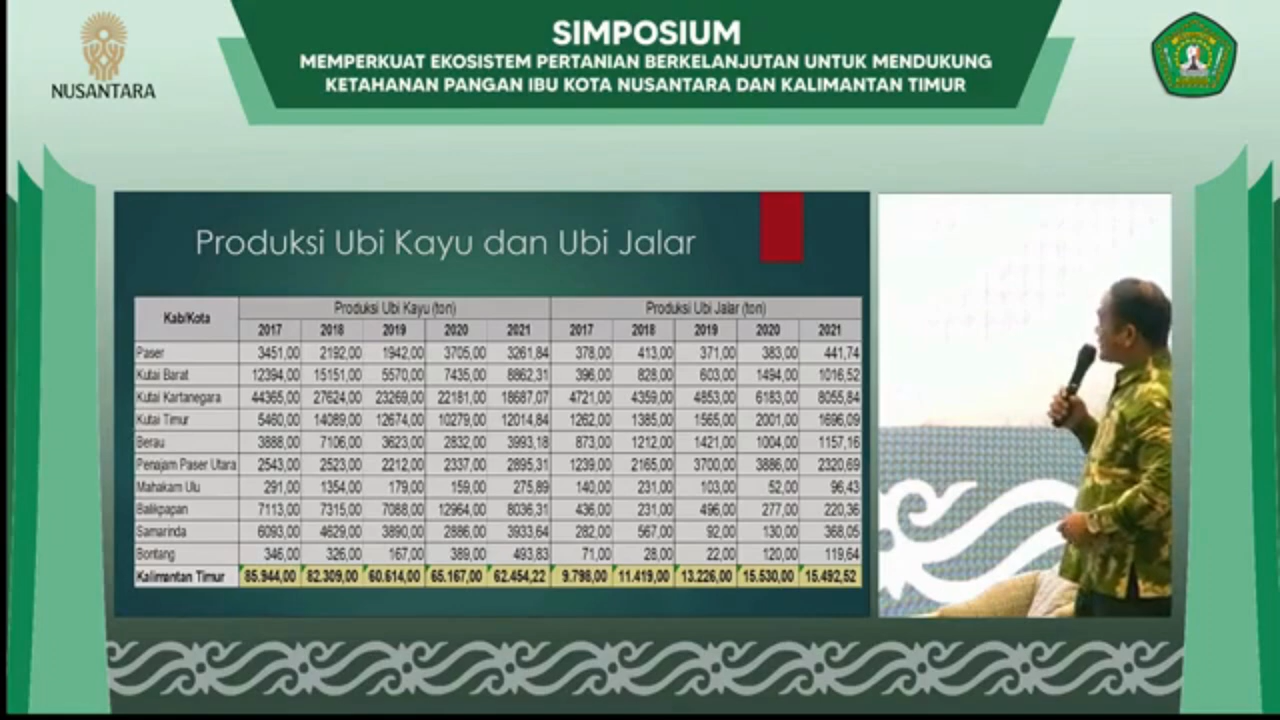 SIMPOSIUM
MEMPERKUAT EKOSISTEM PERTANIAN BERKELANJUTAN UNTUK MENDUKUNG
KETAHANAN PANGAN IBU KOTA NUSANTARA DAN KALIMANTAN TIMUR
NUSANTARA
Produksi Ubi Kayu dan Ubi Jalar
Kab/Kota Produksi Ubi Kayu (ton) Produksi Ubi Jalar (ton)
2017 2018 2019 2020 2021 2017 2018 2019 2020 2021
Paser 3451,00 2192,00 1942,00 3705,00 3261,84 378,00 413,00 371,00 383,00 441,74
Kutai Barat 12394,00 15151,00 5570,00 7435,00 8862,31 396,00 828,00 603,00 1494,00 1016,52
Kutai Kartanegara 44365,00 27624,00 23269,00 22181,00 18687,07 4721,00 4359,00 4853,00 6183,00 8055,84
Kutai Timur 5460,00 14089,00 12674,00 10279,00 12014,84 1262,00 1385,00 1565,00 2001,00 1696,09
Berau 3888,00 7106,00 3623,00 2832,00 3993,18 873,00 1212,00 1421,00 1004,00 1157,16
Penajam Paser Utara 2543,00 2523,00 2212,00 2337,00 2895,31 1239,00 2165,00 3700,00 3886,00 2320,69
Mahakam Ulu 291,00 1354,00 179,00 159,00 275,89 140,00 231,00 103,00 52,00 96,43
Balikpapan 7113,00 7315,00 7088,00 12964,00 8036,31 436,00 231,00 496,00 277,00 220,36
Samarinda 6093,00 4629,00 3890,00 2886,00 3933,64 282,00 567,00 92,00 130,00 368,05
Bontang 346,00 326,00 167,00 389,00 493,83 71,00 28,00 22,00 120,00 119,64
Kalimantan Timur 85.944,00 82.309,00 60.614,00 65.167,00 62.454,22 9.798,00 11.419,00 13.226,00 15.530,00 15.492,52